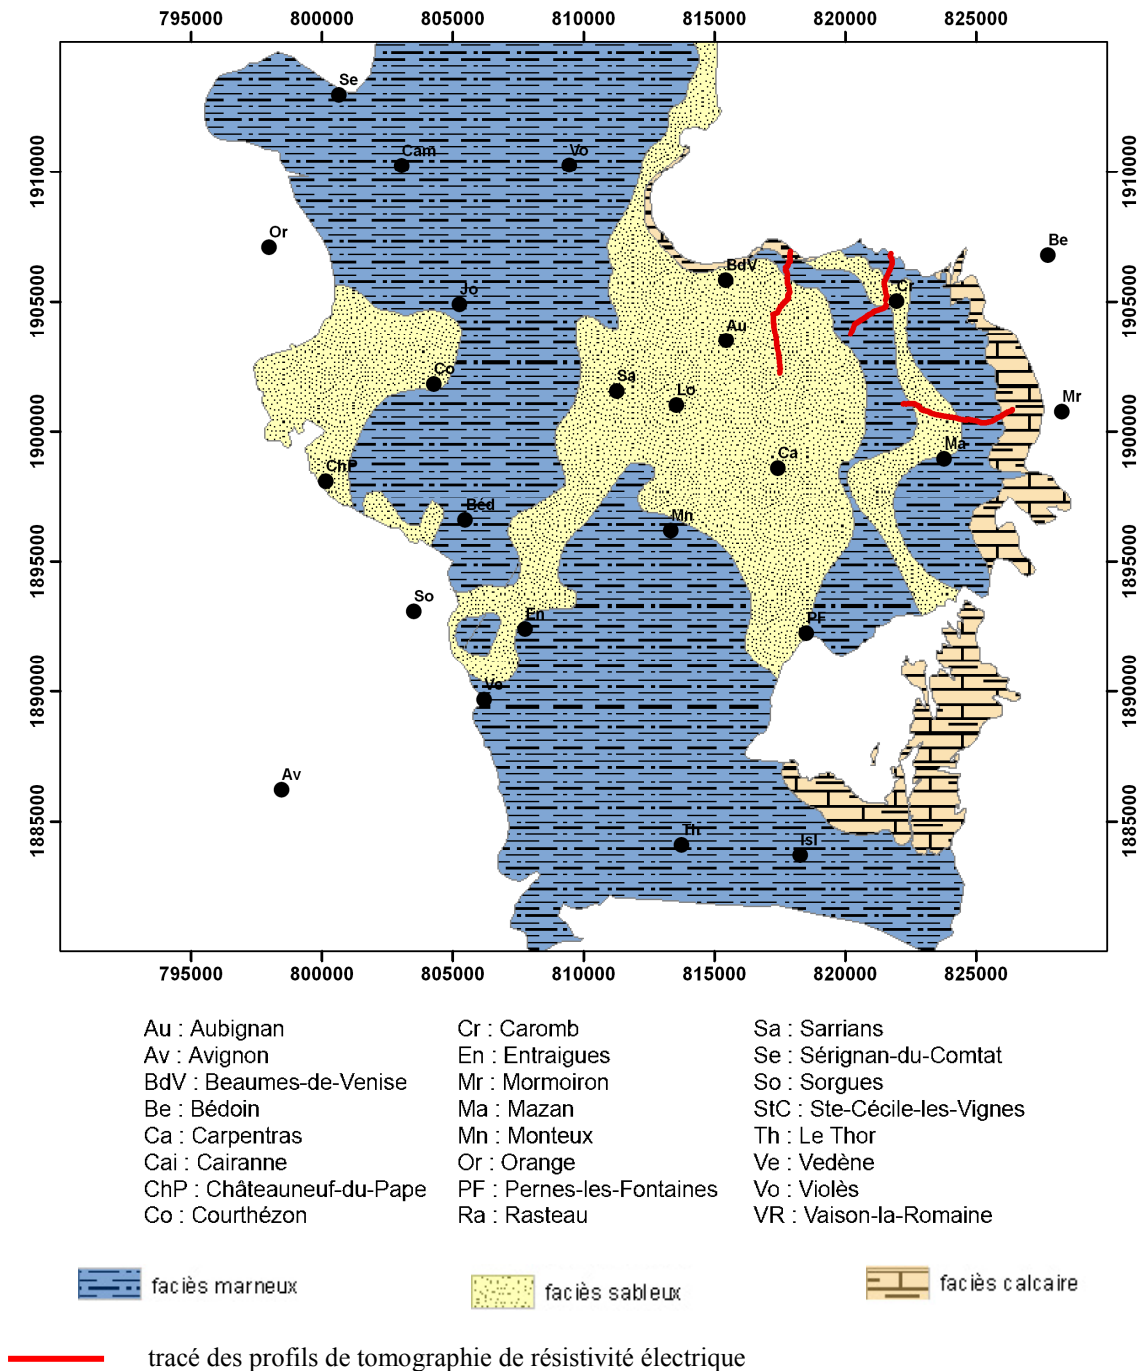 795000 800000 805000 810000 815000 820000 825000
1910000 1905000 1900000 1895000 1890000 1885000
1910000 1905000 1900000 1895000 1890000 1885000
Se
Cam Vo
Or
Be
BdV
Cr
Jo
Au
Co
Sa
Lo
Mr
Ma
Ca
ChP
Béd
Mn
So
En
PF
Ve
Av
Th
Isl
795000 800000 805000 810000 815000 820000 825000
Au : Aubignan
Av : Avignon
BdV : Beaumes-de-Venise
Be : Bédoin
Ca : Carpentras
Cai : Cairanne
ChP : Châteauneuf-du-Pape
Co : Courthézon
Cr : Caromb
En : Entraigues
Mr : Mormoiron
Ma : Mazan
Mn : Monteux
Or : Orange
PF : Pernes-les-Fontaines
Ra : Rasteau
Sa : Sarrians
Se : Sérignan-du-Comtat
So : Sorgues
StC : Ste-Cécile-les-Vignes
Th : Le Thor
Ve : Vedène
Vo : Violès
VR : Vaison-la-Romaine
faciès marneux
faciès sableux
faciès calcaire
tracé des profils de tomographie de résistivité électrique